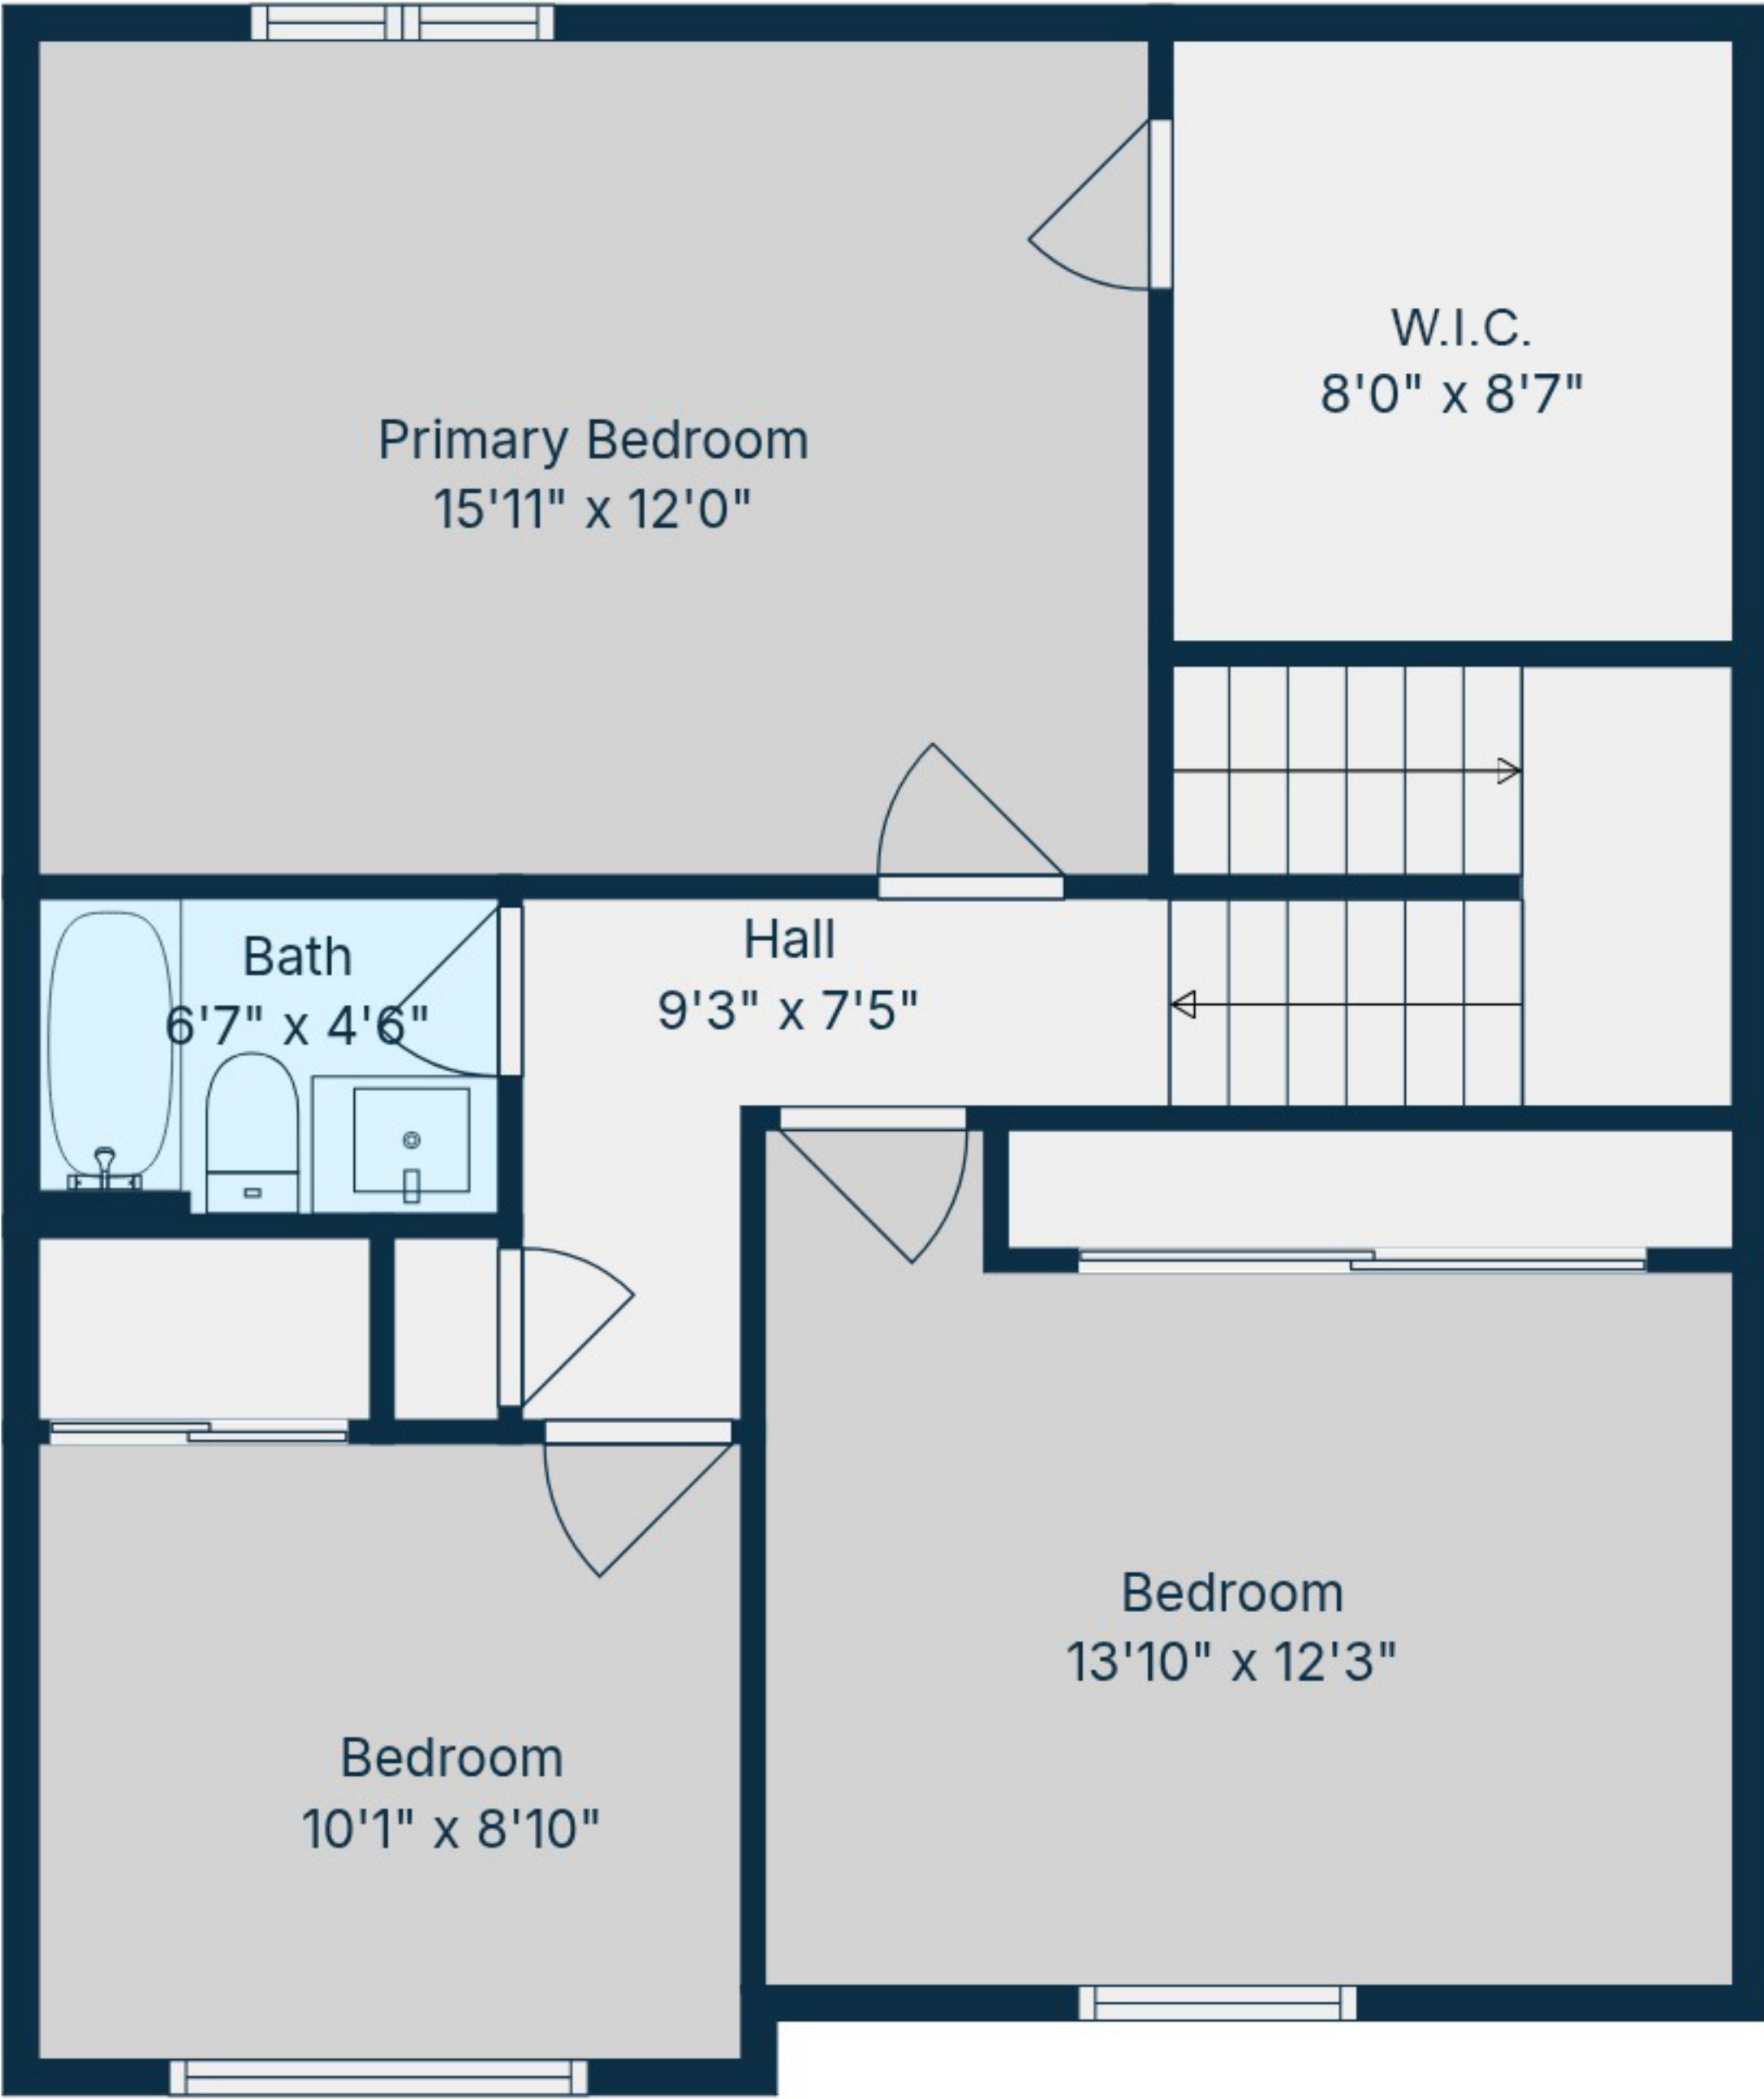 Primary Bedroom
15'11" x 12'0"
W.I.C.
8'0" x 8'7"
Bath
6'7" x 4'6"
Hall
9'3" x 7'5"
Bedroom
13'10" x 12'3"
Bedroom
10'1" x 8'10"